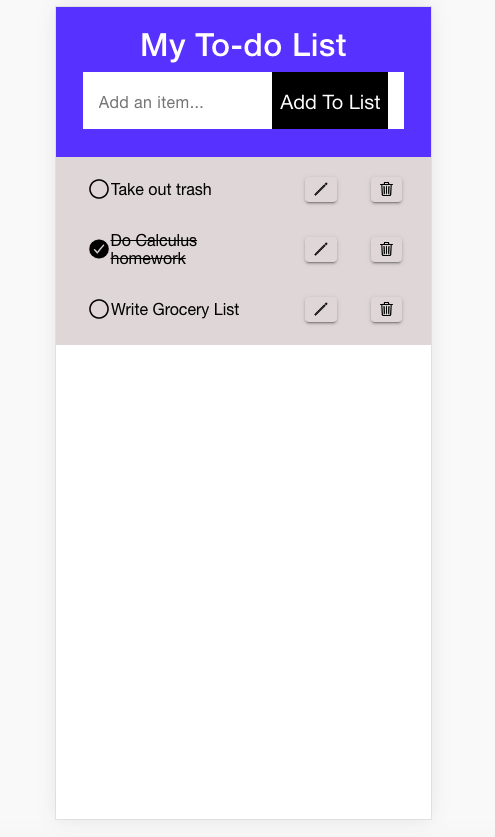 My To-do List
Add an item...
Add To List
Take out trash
Do Calculus
homework
Write Grocery List